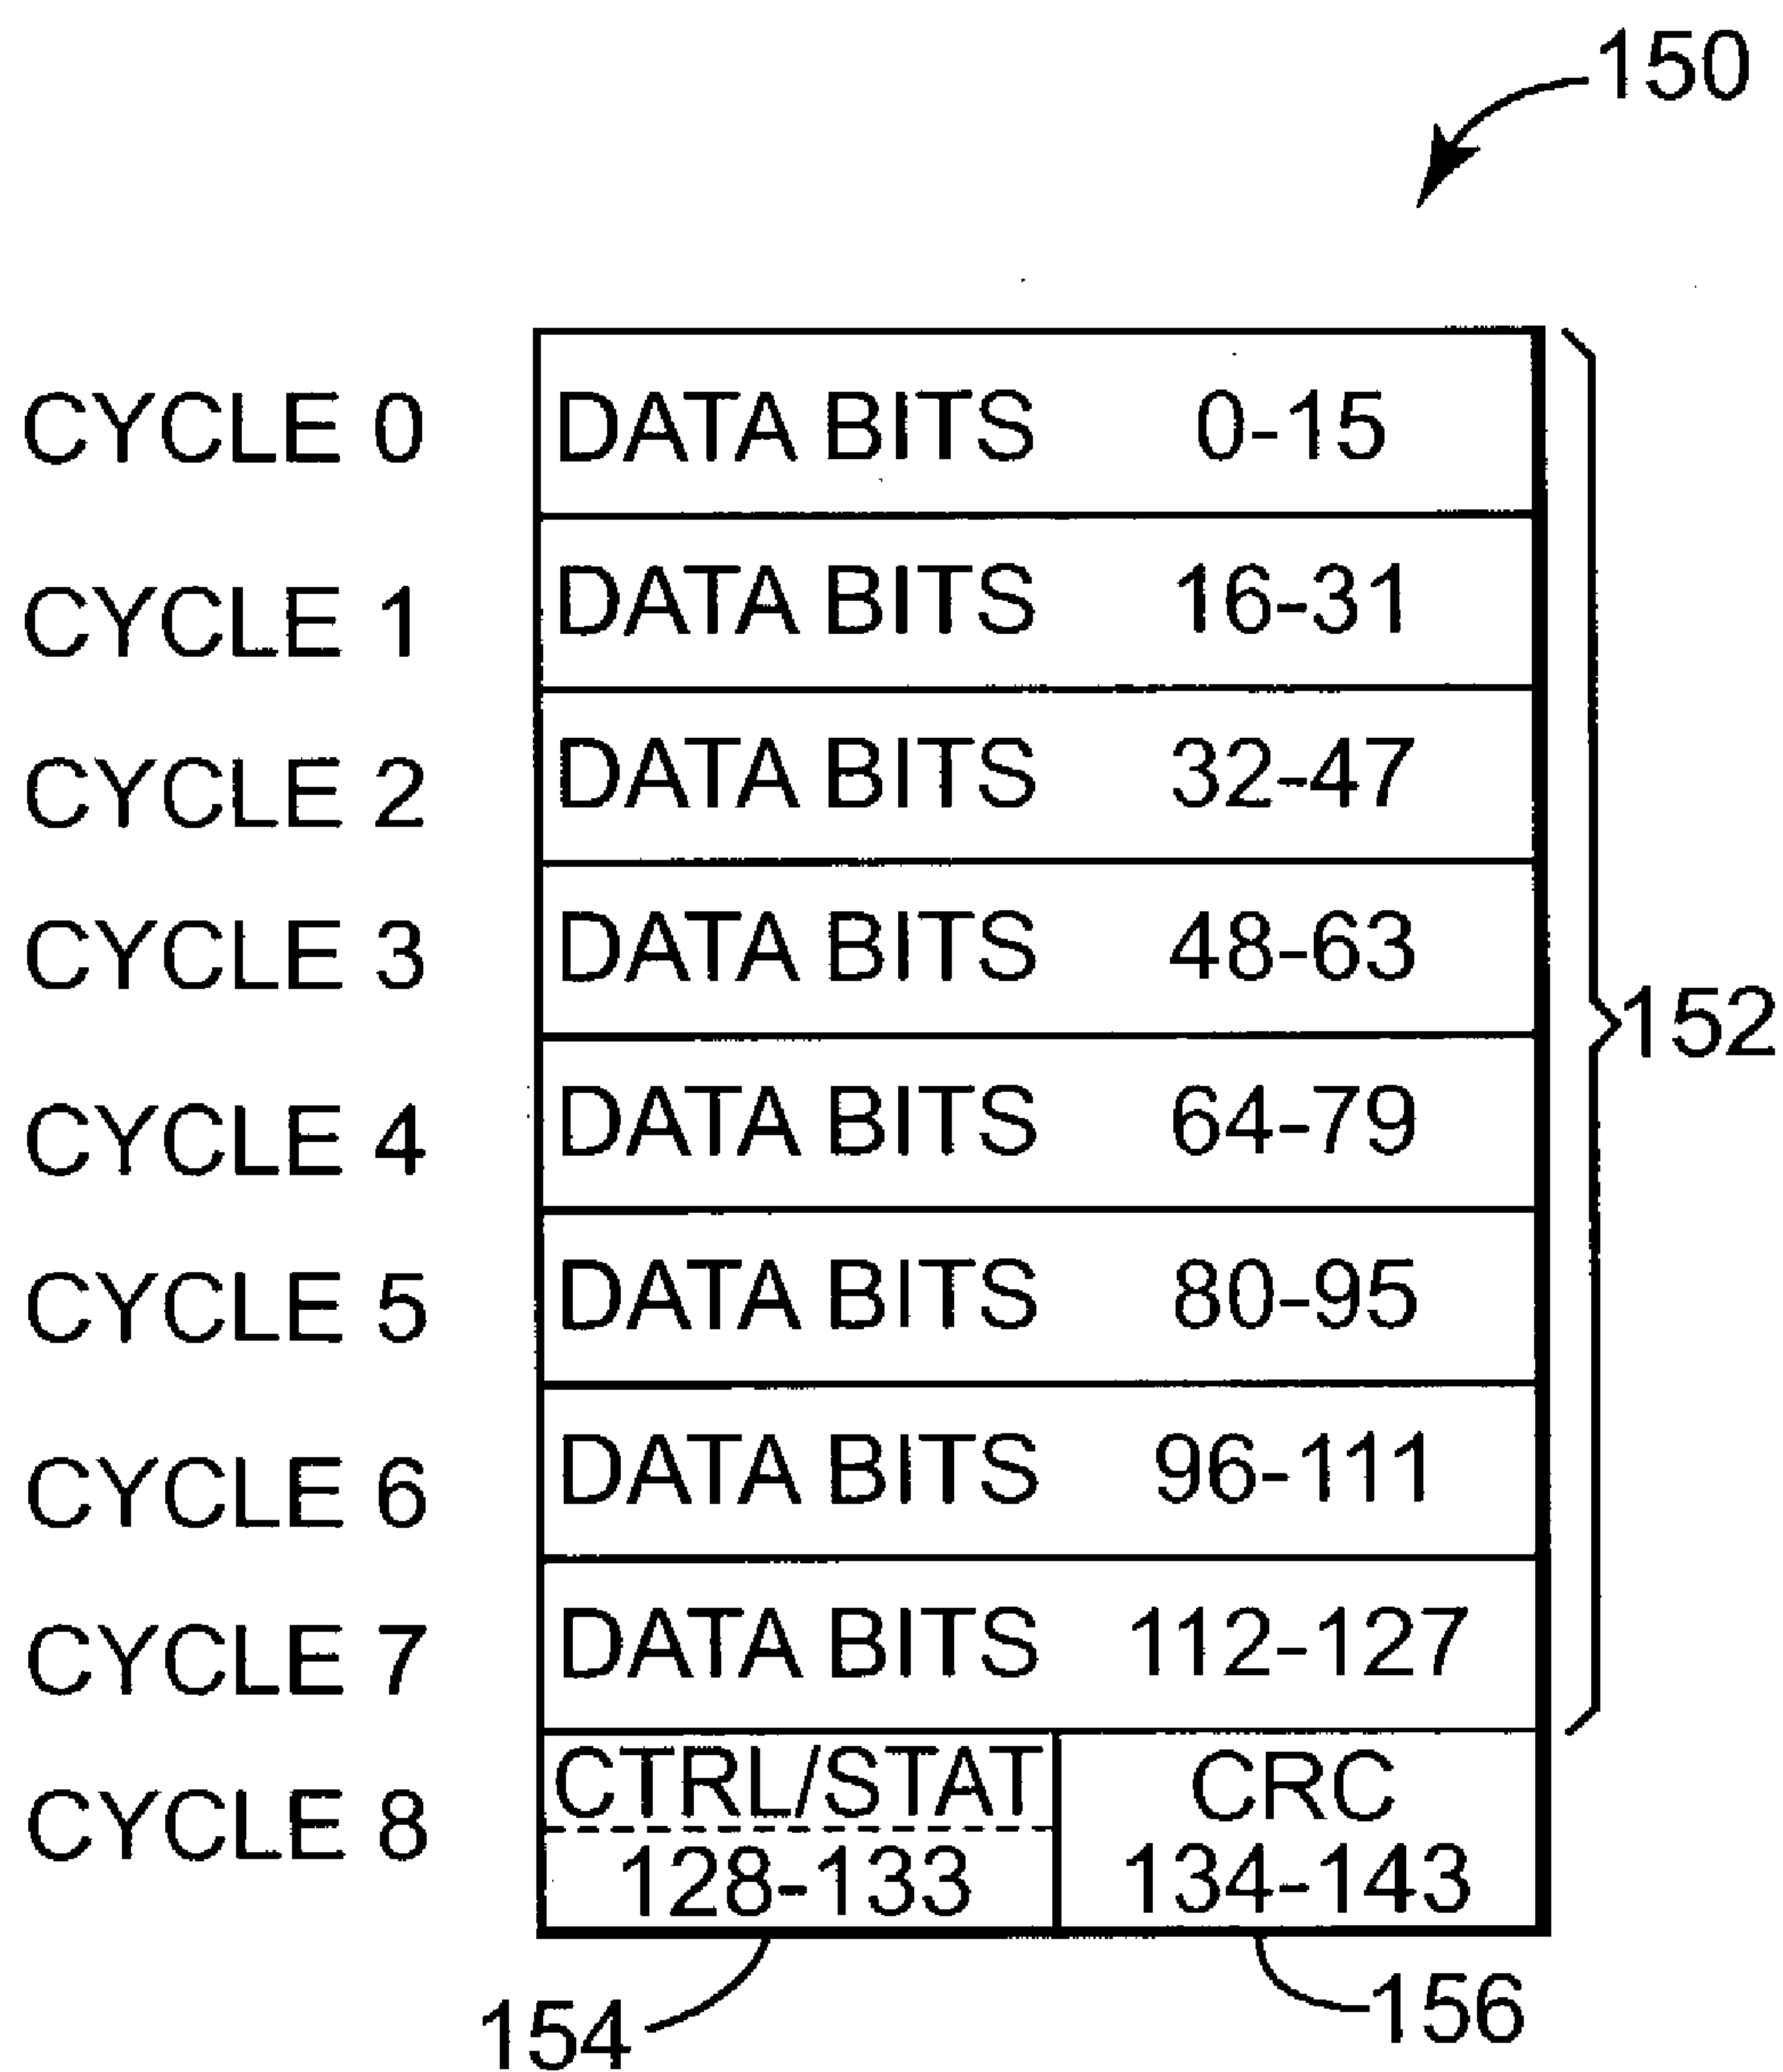 150
CYCLE 0 DATA BITS 0-15
CYCLE 1 DATA BITS 16-31
CYCLE 2 DATA BITS 32-47
CYCLE 3 DATA BITS 48-63
152
CYCLE 4 DATA BITS 64-79
CYCLE 5 DATA BITS 80-95
CYCLE 6 DATA BITS 96-111
CYCLE 7 DATA BITS 112-127
CYCLE 8 CTRL/STAT CRC
128-133 134-143
154 156